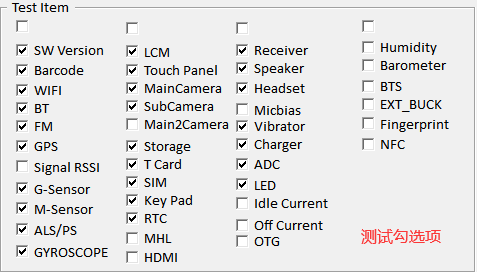 Test Item
SW Version
Barcode
WIFI
BT
FM
GPS
Signal RSSI
G-Sensor
M-Sensor
ALS/PS
GYROSCOPE
LCM
Touch Panel
MainCamera
SubCamera
Main2Camera
Storage
T Card
SIM
Key Pad
RTC
MHL
HDMI
Receiver
Speaker
Headset
Micbias
Vibrator
Charger
ADC
LED
Idle Current
Off Current
OTG
Humidity
Barometer
BTS
EXT_BUCK
Fingerprint
NFC
测试勾选项